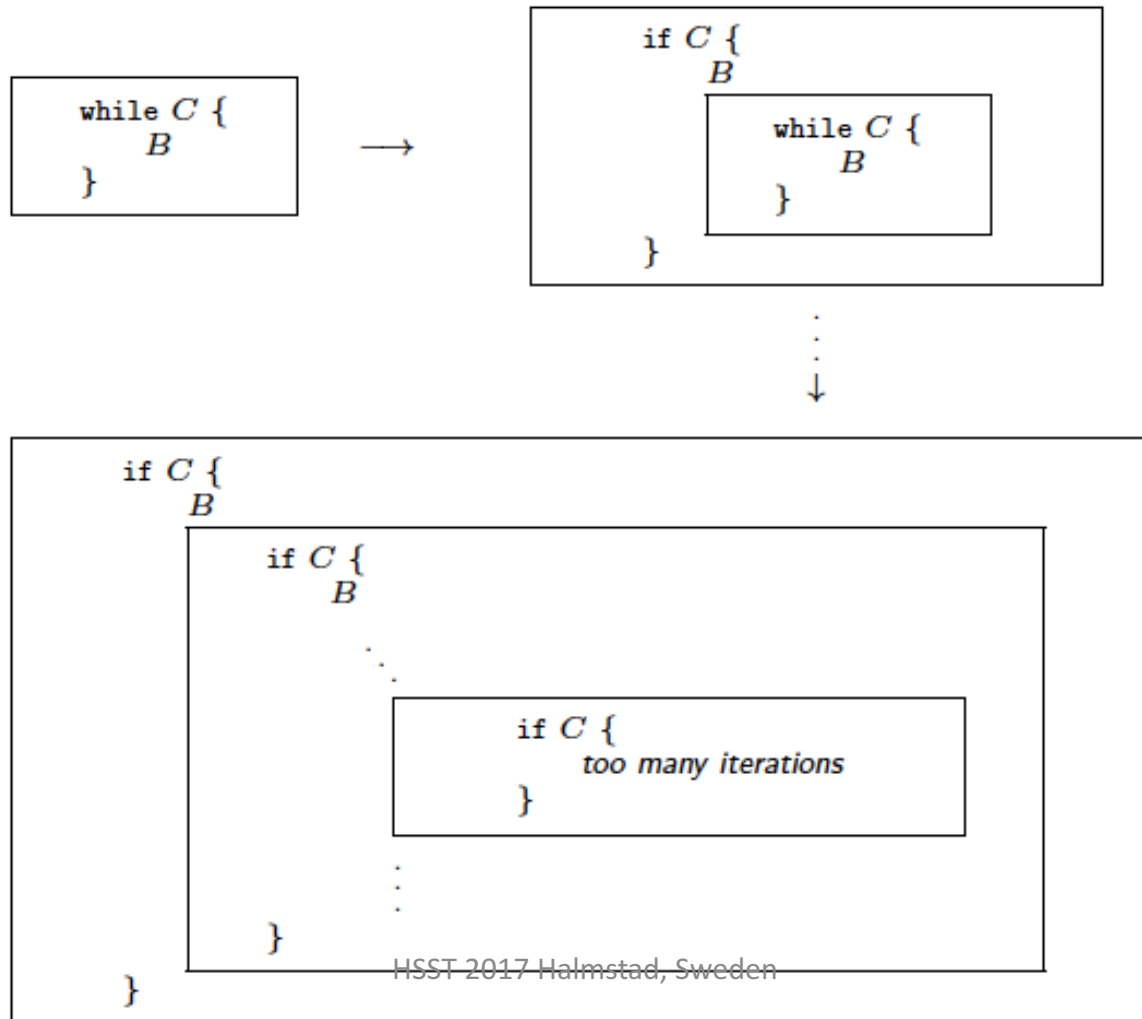 while C {
B
}
⟶
if C {
B
while C {
B
}
}
⋮
↓
if C {
B
if C {
B
⋱
if C {
too many iterations
}
⋮
}
HSST 2017 Halmstad, Sweden
}